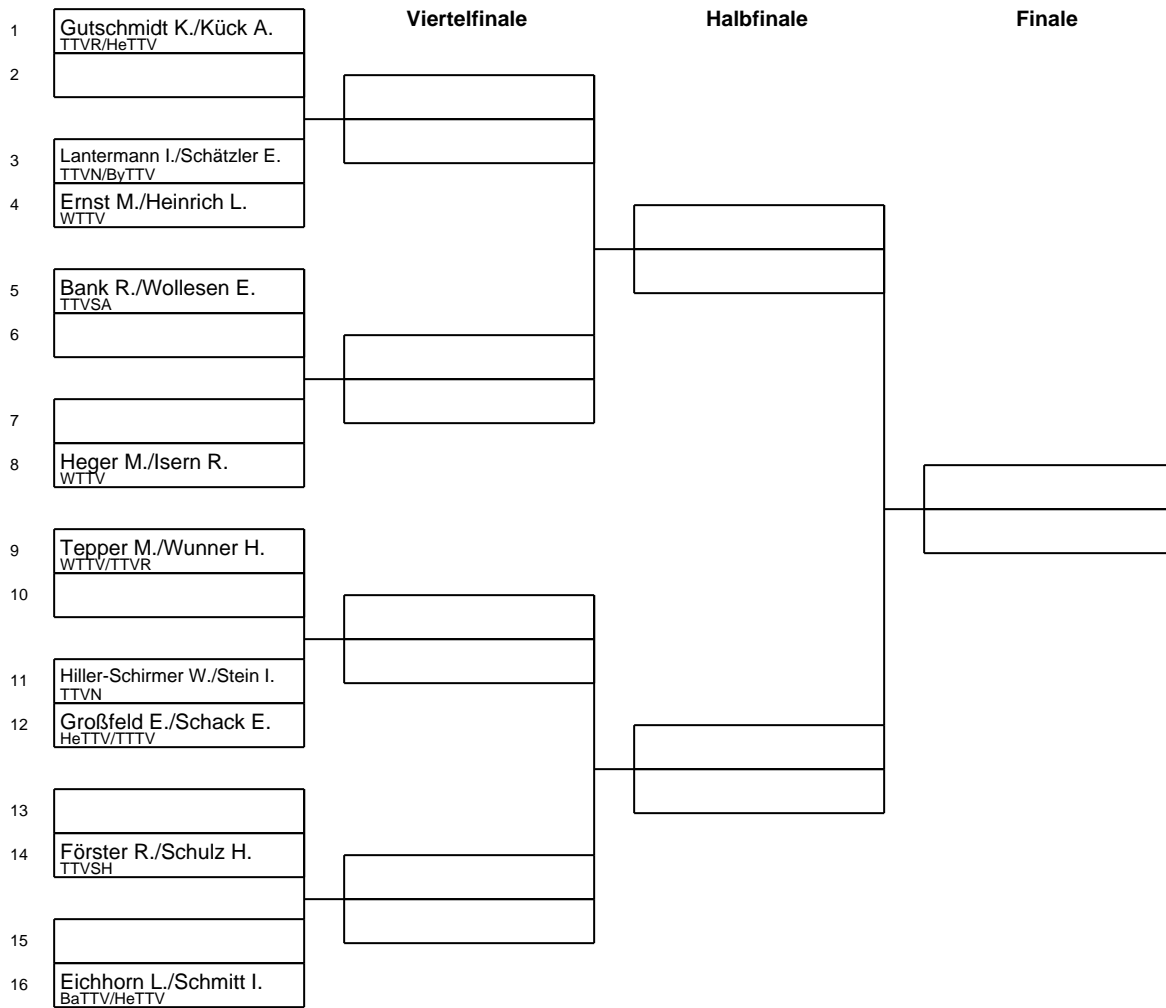 Viertelfinale Halbfinale Finale
1 Gutschmidt K./Kück A.
TTVR/HeTTV
2
3 Lantermann I./Schätzler E.
TTVN/ByTTV
4 Ernst M./Heinrich L.
WTTV
5 Bank R./Wollesen E.
TTVSA
6
7
8 Heger M./Isern R.
WTTV
9 Tepper M./Wunner H.
WTTV/TTVR
10
11 Hiller-Schirmer W./Stein I.
TTVN
12 Großfeld E./Schack E.
HeTTV/TTTV
13
14 Förster R./Schulz H.
TTVSH
15
16 Eichhorn L./Schmitt I.
BaTTV/HeTTV